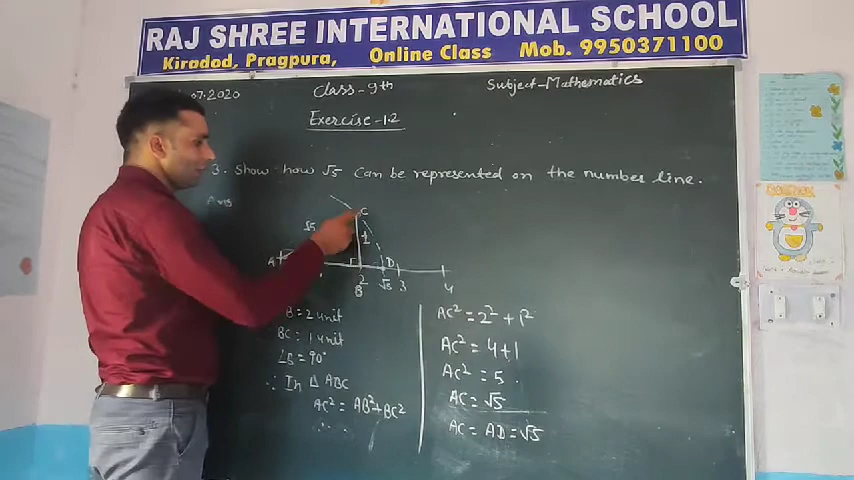 RAJ SHREE INTERNATIONAL SCHOOL
Kiradod, Pragpura, Online Class Mob. 9950371100
07.2020 Class-9th Subject-Mathematics
Exercise-1.2
3. Show how √5 Can be represented on the number line.
Ans
C
√5
1
A D
2 √5 3 4
B
B = 2 unit
BC = 1 unit
∠B = 90°
∵ In △ ABC
AC² = AB² + BC²
AC² = 2² + 1²
AC² = 4+1
AC² = 5
AC = √5
AC = AD = √5